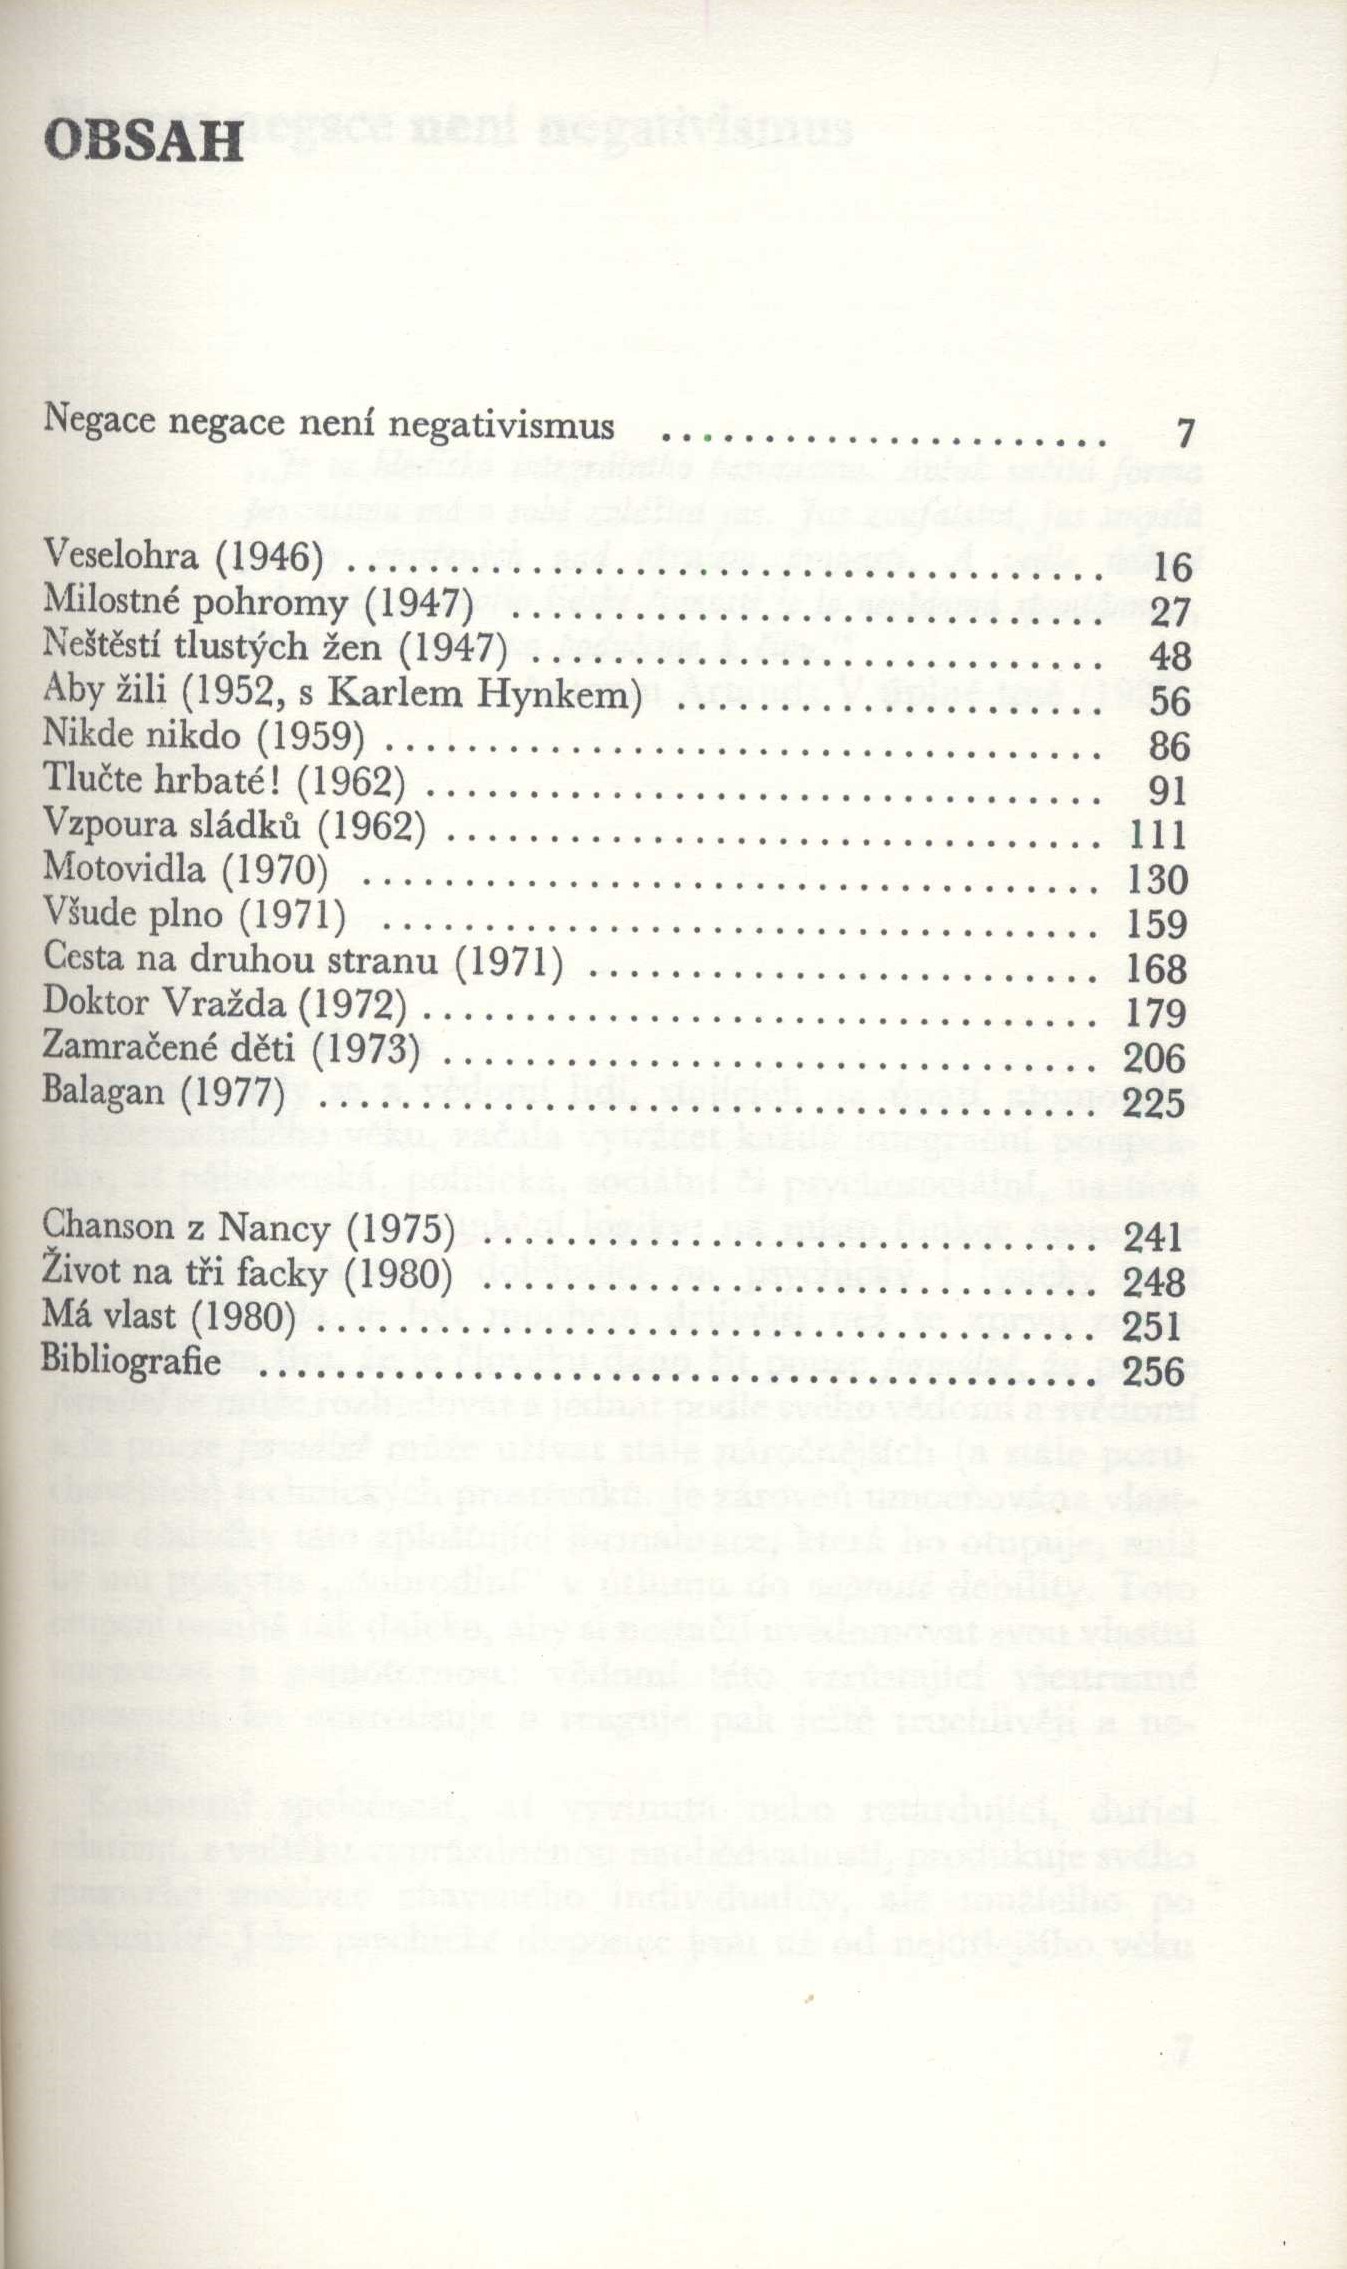 OBSAH
Negace negace není negativismus ...................... 7
Veselohra (1946) ..................................... 16
Milostné pohromy (1947) ............................. 27
Neštěstí tlustých žen (1947) ............................ 48
Aby žili (1952, s Karlem Hynkem) ..................... 56
Nikde nikdo (1959) ................................... 86
Tlučte hrbaté! (1962) ................................. 91
Vzpoura sládků (1962) ................................ 111
Motovidla (1970) .................................... 130
Všude plno (1971) ................................... 159
Cesta na druhou stranu (1971) ......................... 168
Doktor Vražda (1972) ................................. 179
Zamračené děti (1973) ................................ 206
Balagan (1977) ...................................... 225
Chanson z Nancy (1975) .............................. 241
Život na tři facky (1980) .............................. 248
Má vlast (1980) ...................................... 251
Bibliografie ......................................... 256